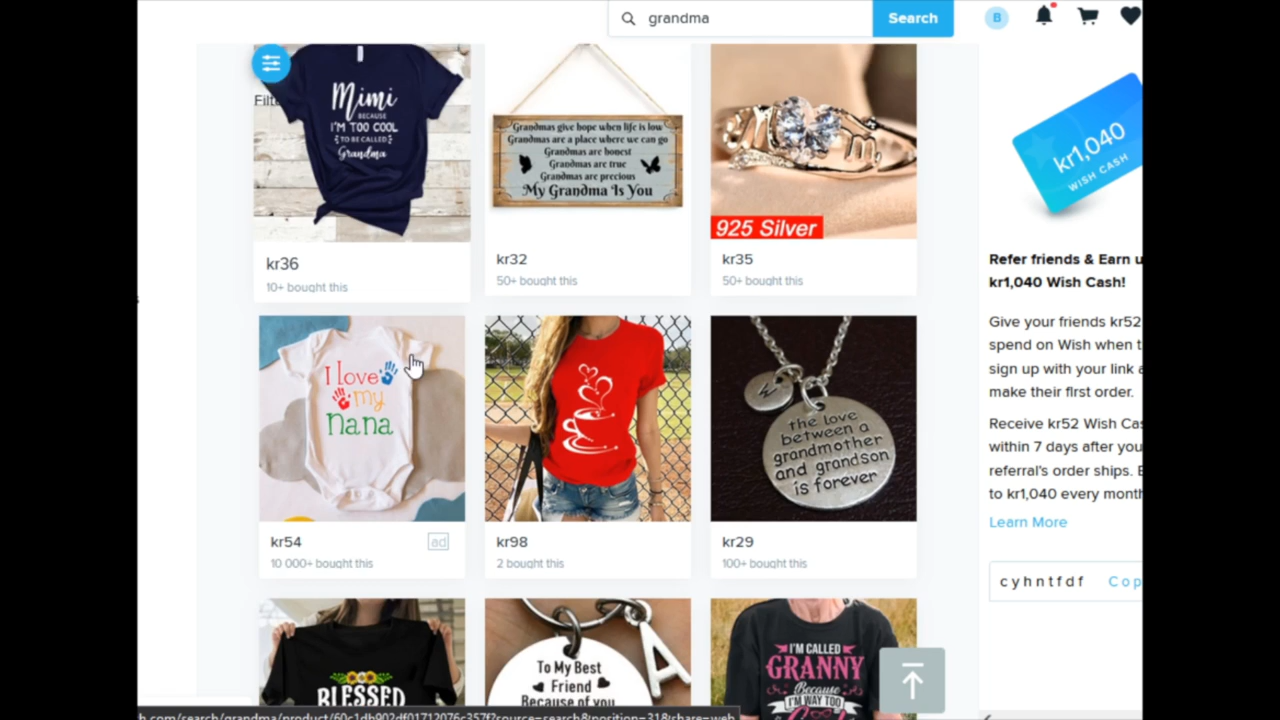 grandma
Search
B
Mimi
BECAUSE
I'M TOO COOL
TO BE CALLED
Grandma
kr36
10+ bought this
Grandmas give hope when life is low
Grandmas are a place where we can go
Grandmas are honest
Grandmas are true
Grandmas are precious
My Grandma Is You
kr32
50+ bought this
925 Silver
kr35
50+ bought this
I love
my
nana
kr54
ad
10 000+ bought this
kr98
2 bought this
W
the love
between a
grandmother
and grandson
is forever
kr29
100+ bought this
BLESSED
To My Best
Friend
Because of you
A
I'M CALLED
GRANNY
Because
I'M WAY TOO
kr1,040
WISH CASH
Refer friends & Earn u
kr1,040 Wish Cash!
Give your friends kr52
spend on Wish when t
sign up with your link a
make their first order.
Receive kr52 Wish Cas
within 7 days after you
referral's order ships. E
to kr1,040 every month
Learn More
cyhntfdf Cop